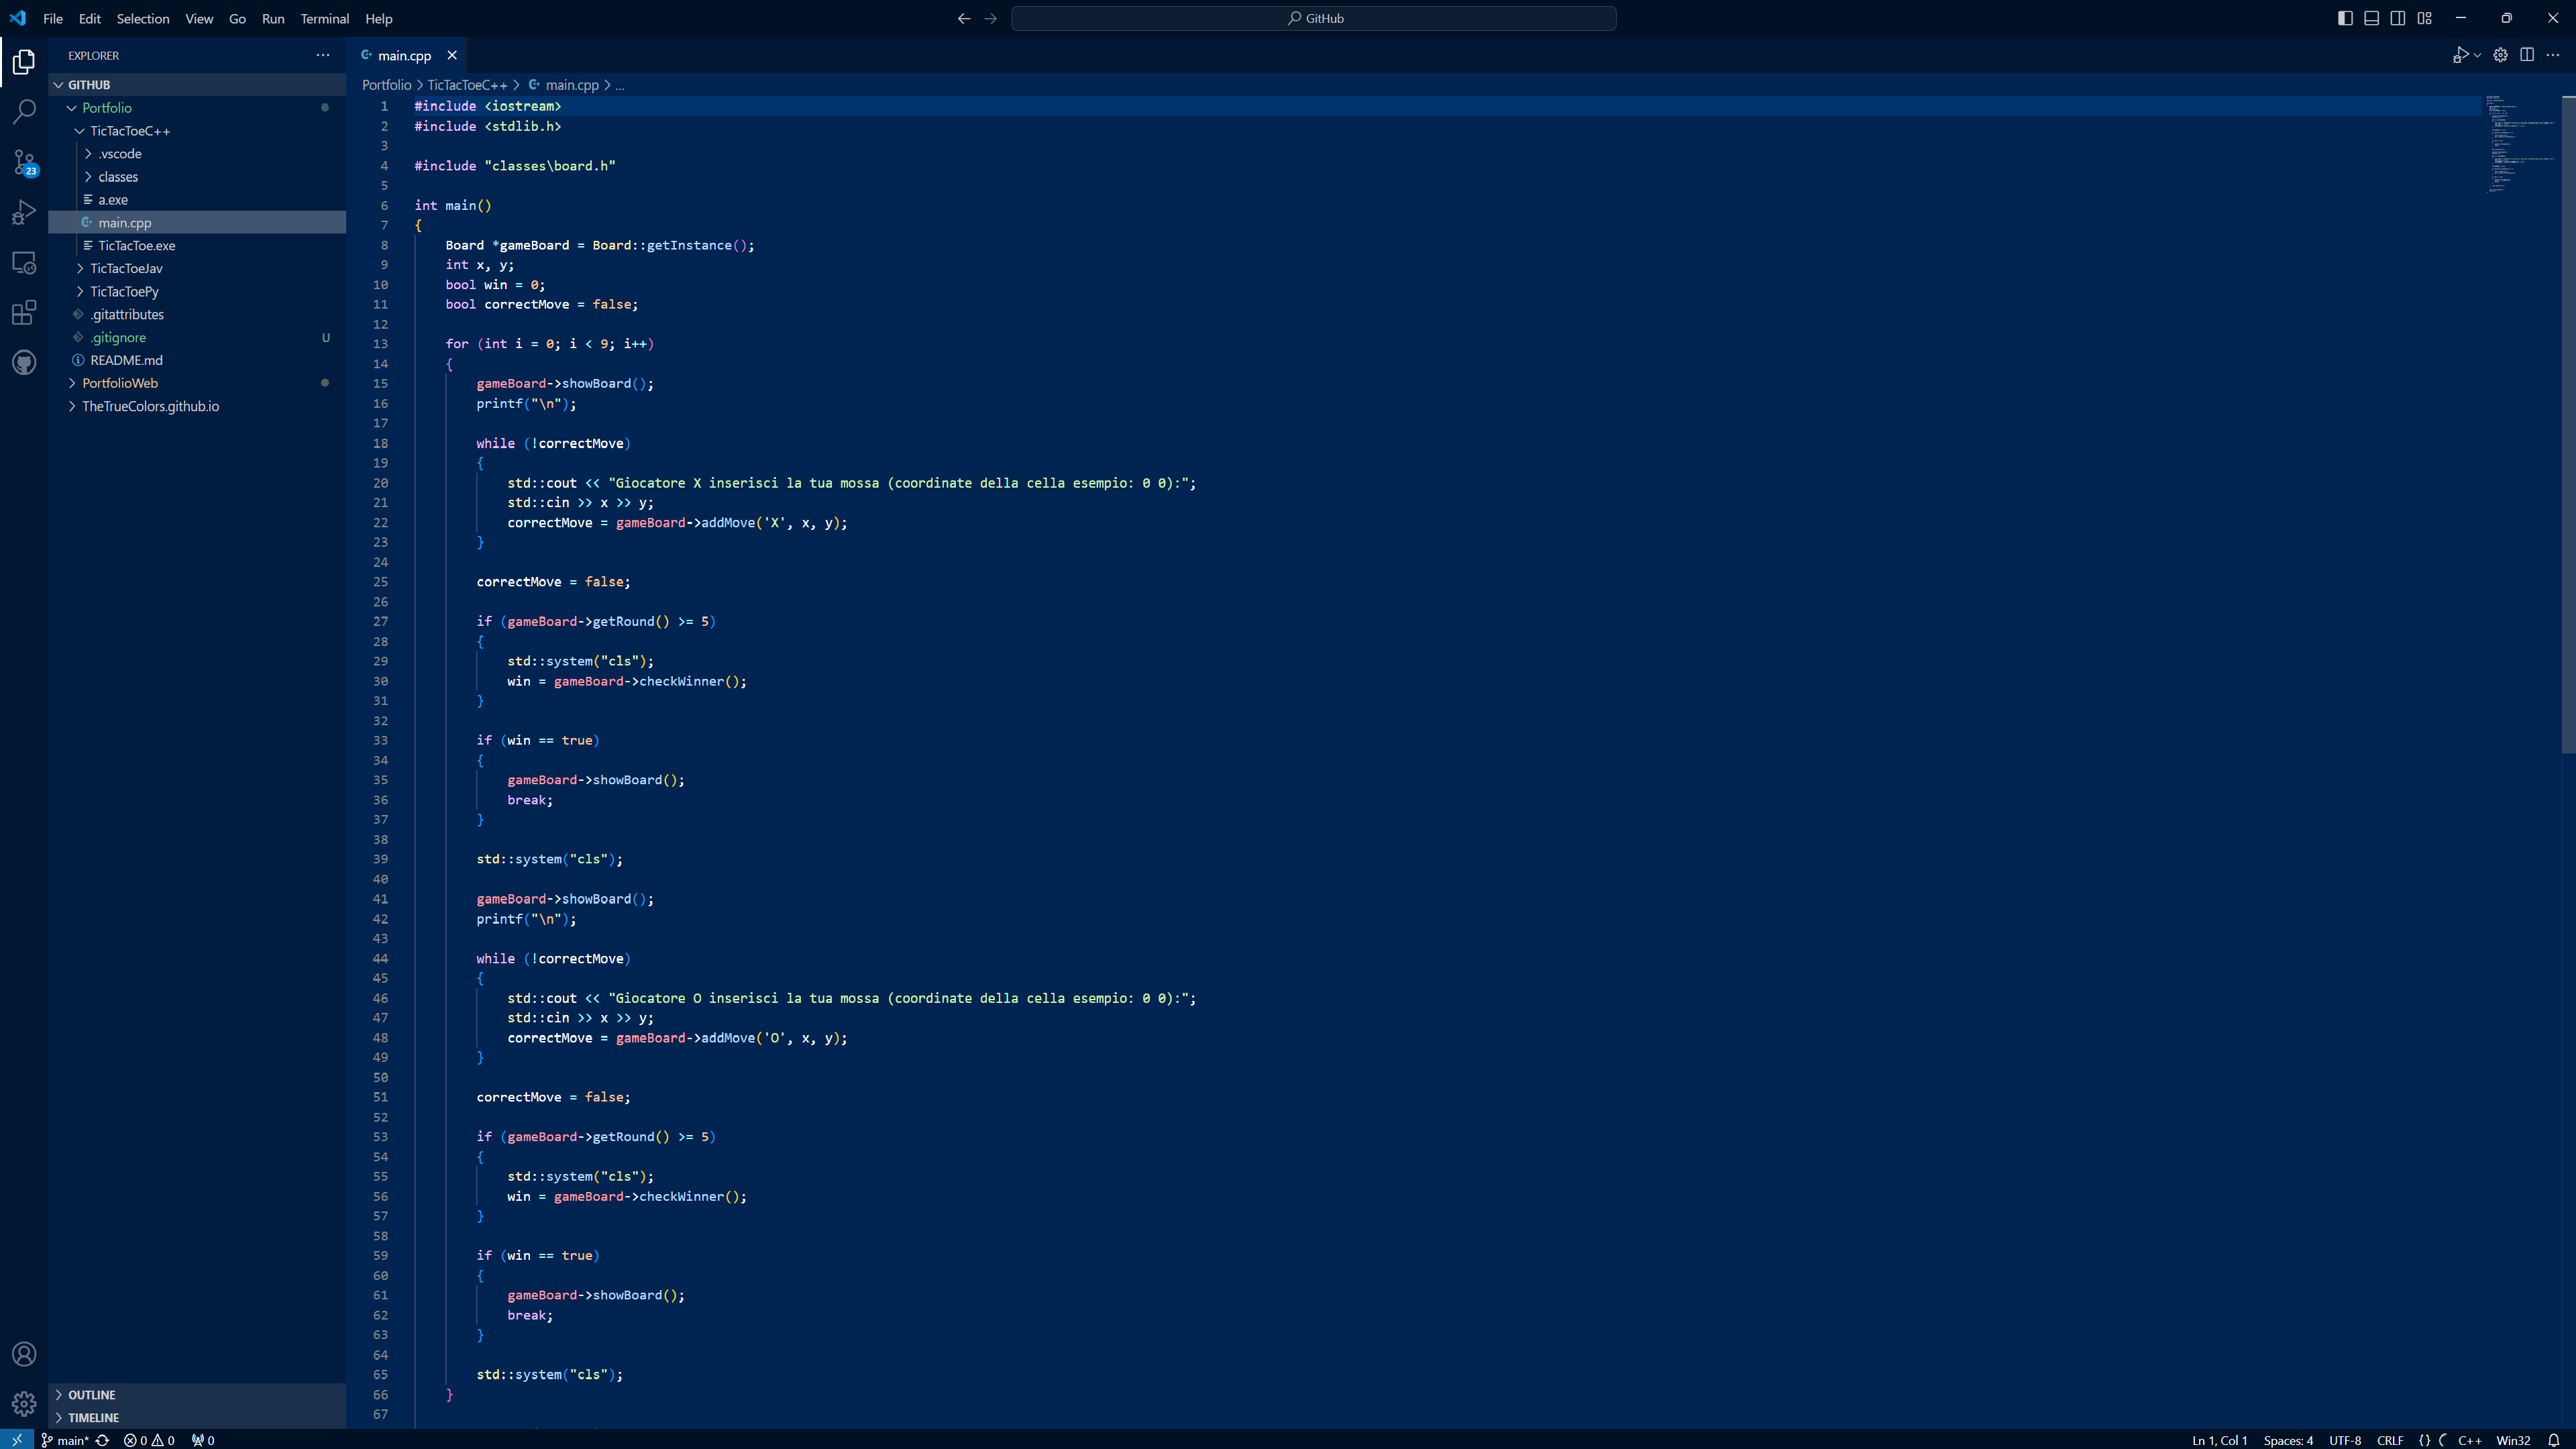 File Edit Selection View Go Run Terminal Help
GitHub
EXPLORER
GITHUB
Portfolio
TicTacToeC++
.vscode
classes
a.exe
main.cpp
TicTacToe.exe
TicTacToeJav
TicTacToePy
.gitattributes
.gitignore U
README.md
PortfolioWeb
TheTrueColors.github.io
23
OUTLINE
TIMELINE
main.cpp
Portfolio > TicTacToeC++ > main.cpp > ...
1 #include <iostream>
2 #include <stdlib.h>
3
4 #include "classes\board.h"
5
6 int main()
7 {
8 Board *gameBoard = Board::getInstance();
9 int x, y;
10 bool win = 0;
11 bool correctMove = false;
12
13 for (int i = 0; i < 9; i++)
14 {
15 gameBoard->showBoard();
16 printf("\n");
17
18 while (!correctMove)
19 {
20 std::cout << "Giocatore X inserisci la tua mossa (coordinate della cella esempio: 0 0):";
21 std::cin >> x >> y;
22 correctMove = gameBoard->addMove('X', x, y);
23 }
24
25 correctMove = false;
26
27 if (gameBoard->getRound() >= 5)
28 {
29 std::system("cls");
30 win = gameBoard->checkWinner();
31 }
32
33 if (win == true)
34 {
35 gameBoard->showBoard();
36 break;
37 }
38
39 std::system("cls");
40
41 gameBoard->showBoard();
42 printf("\n");
43
44 while (!correctMove)
45 {
46 std::cout << "Giocatore O inserisci la tua mossa (coordinate della cella esempio: 0 0):";
47 std::cin >> x >> y;
48 correctMove = gameBoard->addMove('O', x, y);
49 }
50
51 correctMove = false;
52
53 if (gameBoard->getRound() >= 5)
54 {
55 std::system("cls");
56 win = gameBoard->checkWinner();
57 }
58
59 if (win == true)
60 {
61 gameBoard->showBoard();
62 break;
63 }
64
65 std::system("cls");
66 }
67
main* 0 0 0 Ln 1, Col 1 Spaces: 4 UTF-8 CRLF {} C++ Win32